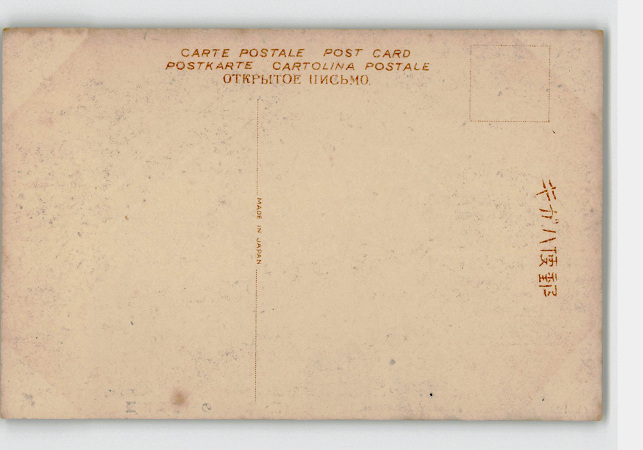 CARTE POSTALE POST CARD
POSTKARTE CARTOLINA POSTALE
ОТКРЫТОЕ ПИСЬМО.
MADE IN JAPAN
郵便ハガキ